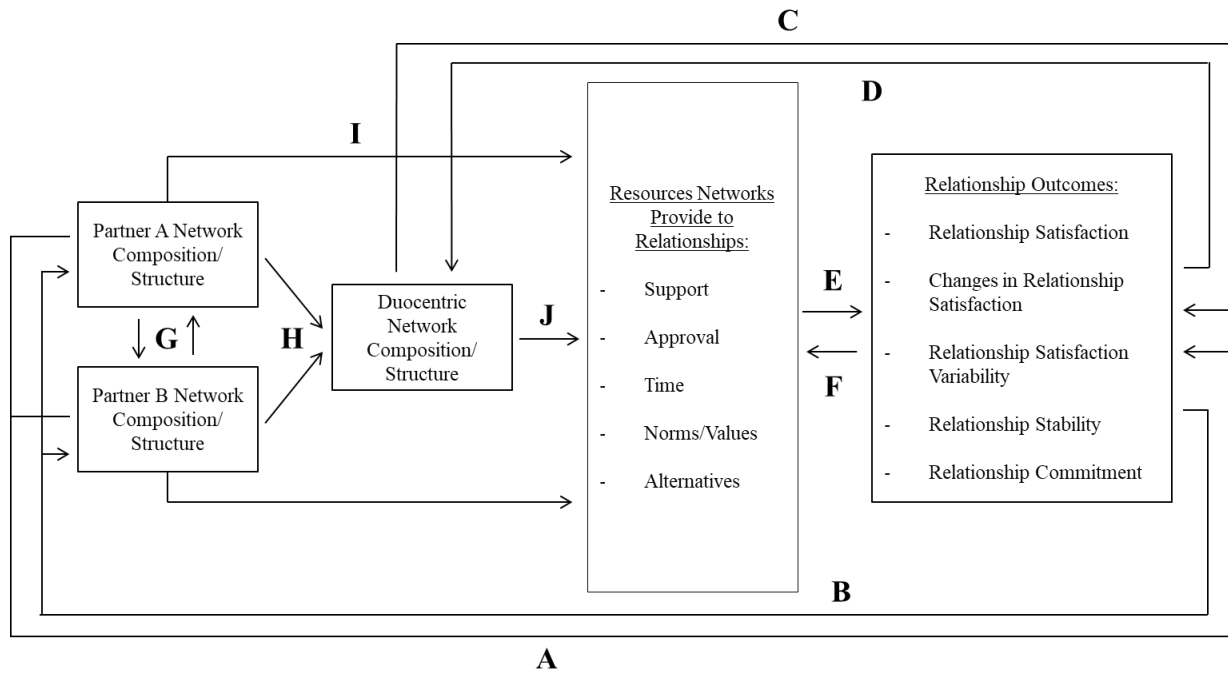 C
D
I
Partner A Network
Composition/
Structure
G
Partner B Network
Composition/
Structure
H
Duocentric
Network
Composition/
Structure
J
Resources Networks
Provide to
Relationships:
- Support
- Approval
- Time
- Norms/Values
- Alternatives
E
F
Relationship Outcomes:
- Relationship Satisfaction
- Changes in Relationship
Satisfaction
- Relationship Satisfaction
Variability
- Relationship Stability
- Relationship Commitment
B
A